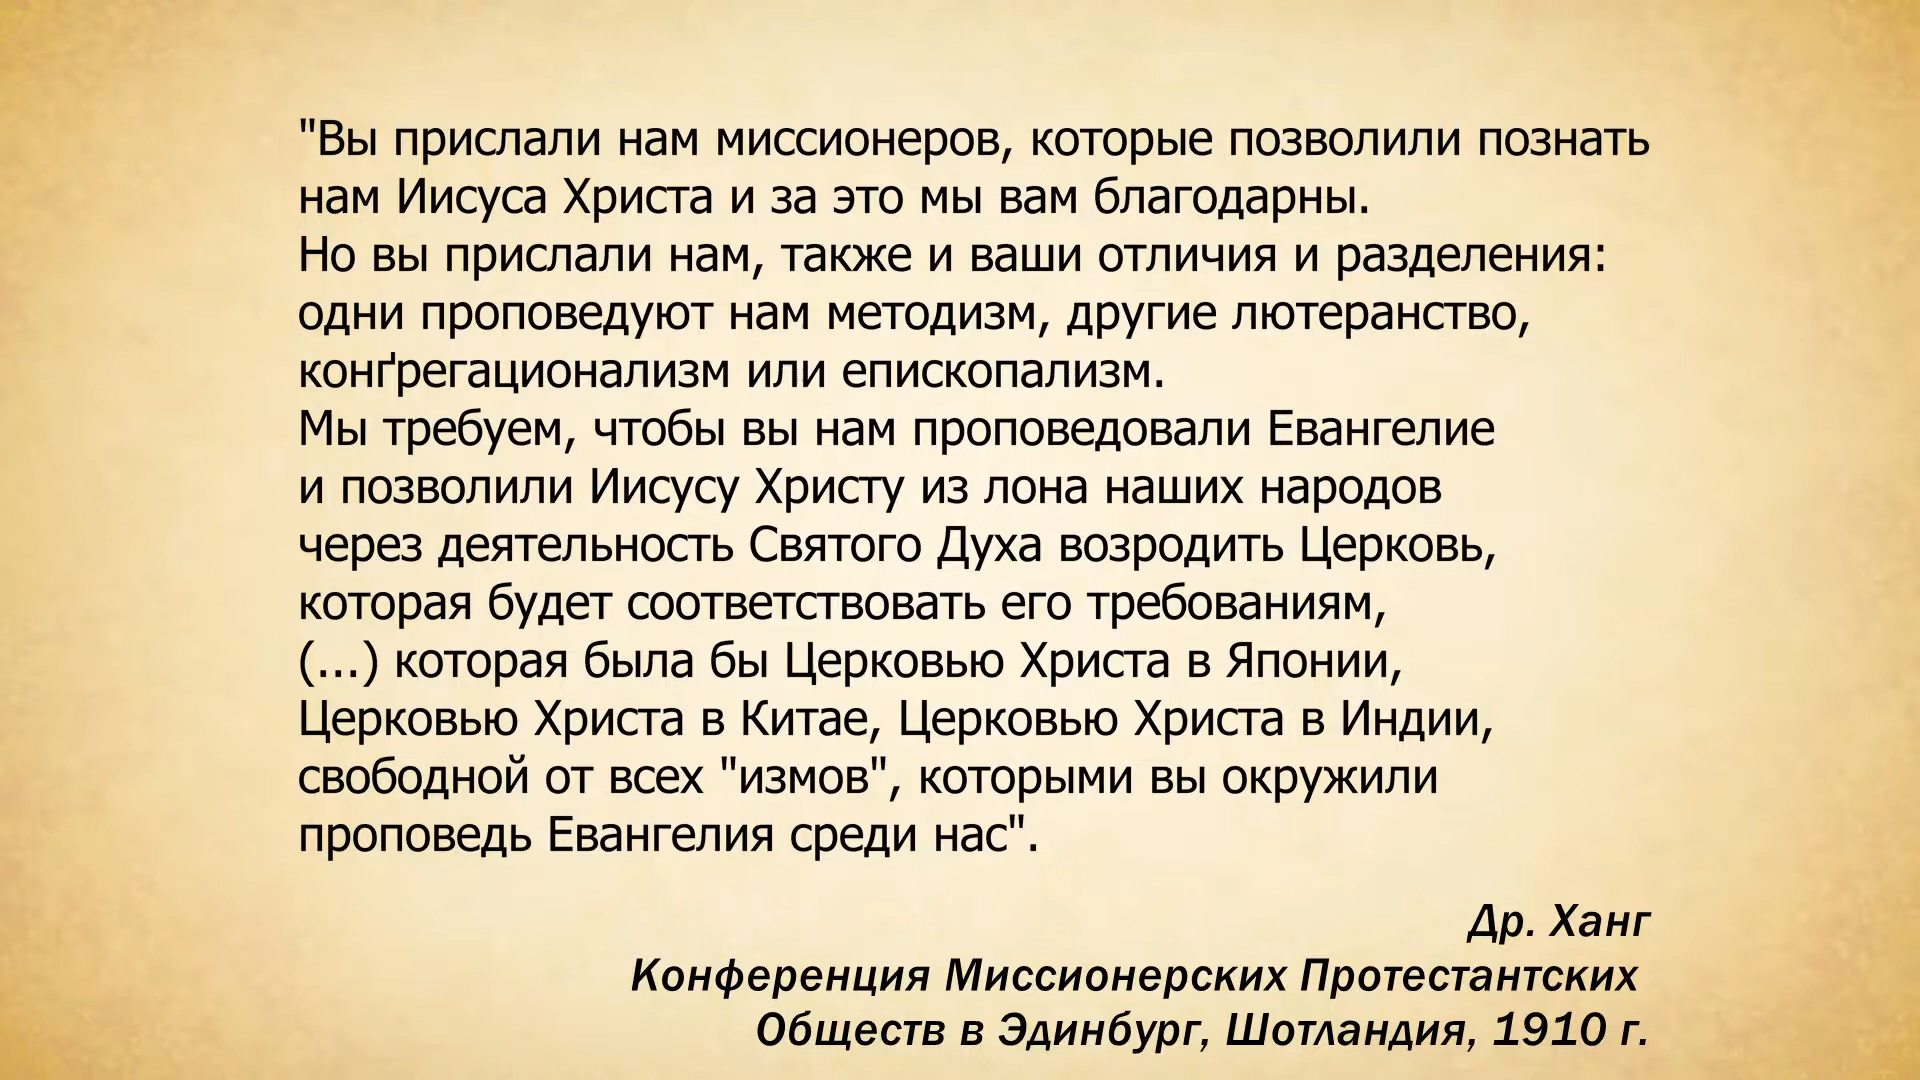 "Вы прислали нам миссионеров, которые позволили познать
нам Иисуса Христа и за это мы вам благодарны.
Но вы прислали нам, также и ваши отличия и разделения:
одни проповедуют нам методизм, другие лютеранство,
конґрегационализм или епископализм.
Мы требуем, чтобы вы нам проповедовали Евангелие
и позволили Иисусу Христу из лона наших народов
через деятельность Святого Духа возродить Церковь,
которая будет соответствовать его требованиям,
(...) которая была бы Церковью Христа в Японии,
Церковью Христа в Китае, Церковью Христа в Индии,
свободной от всех "измов", которыми вы окружили
проповедь Евангелия среди нас".
Др. Ханг
Конференция Миссионерских Протестантских
Обществ в Эдинбург, Шотландия, 1910 г.